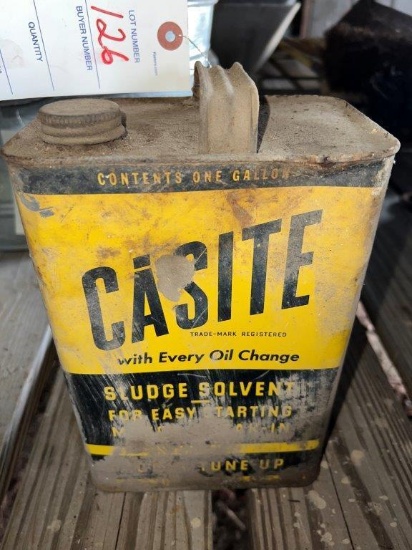 LOT NUMBER
126
BUYER NUMBER
QUANTITY
CONTENTS ONE GALLON
CASITE
TRADE-MARK REGISTERED
with Every Oil Change
SLUDGE SOLVENT
FOR EASY STARTING
TUNE UP